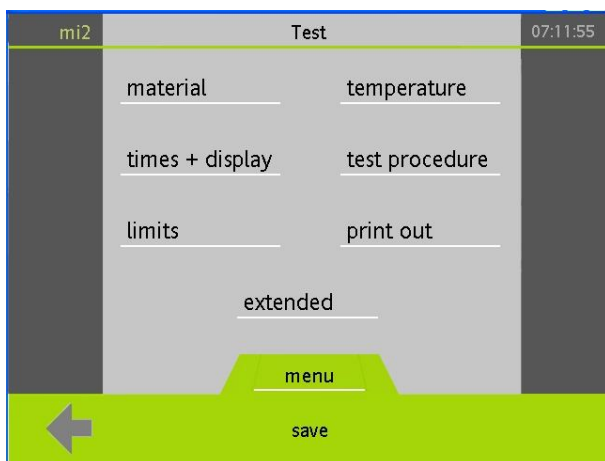 mi2 Test 07:11:55
material temperature
times + display test procedure
limits print out
extended
menu
save